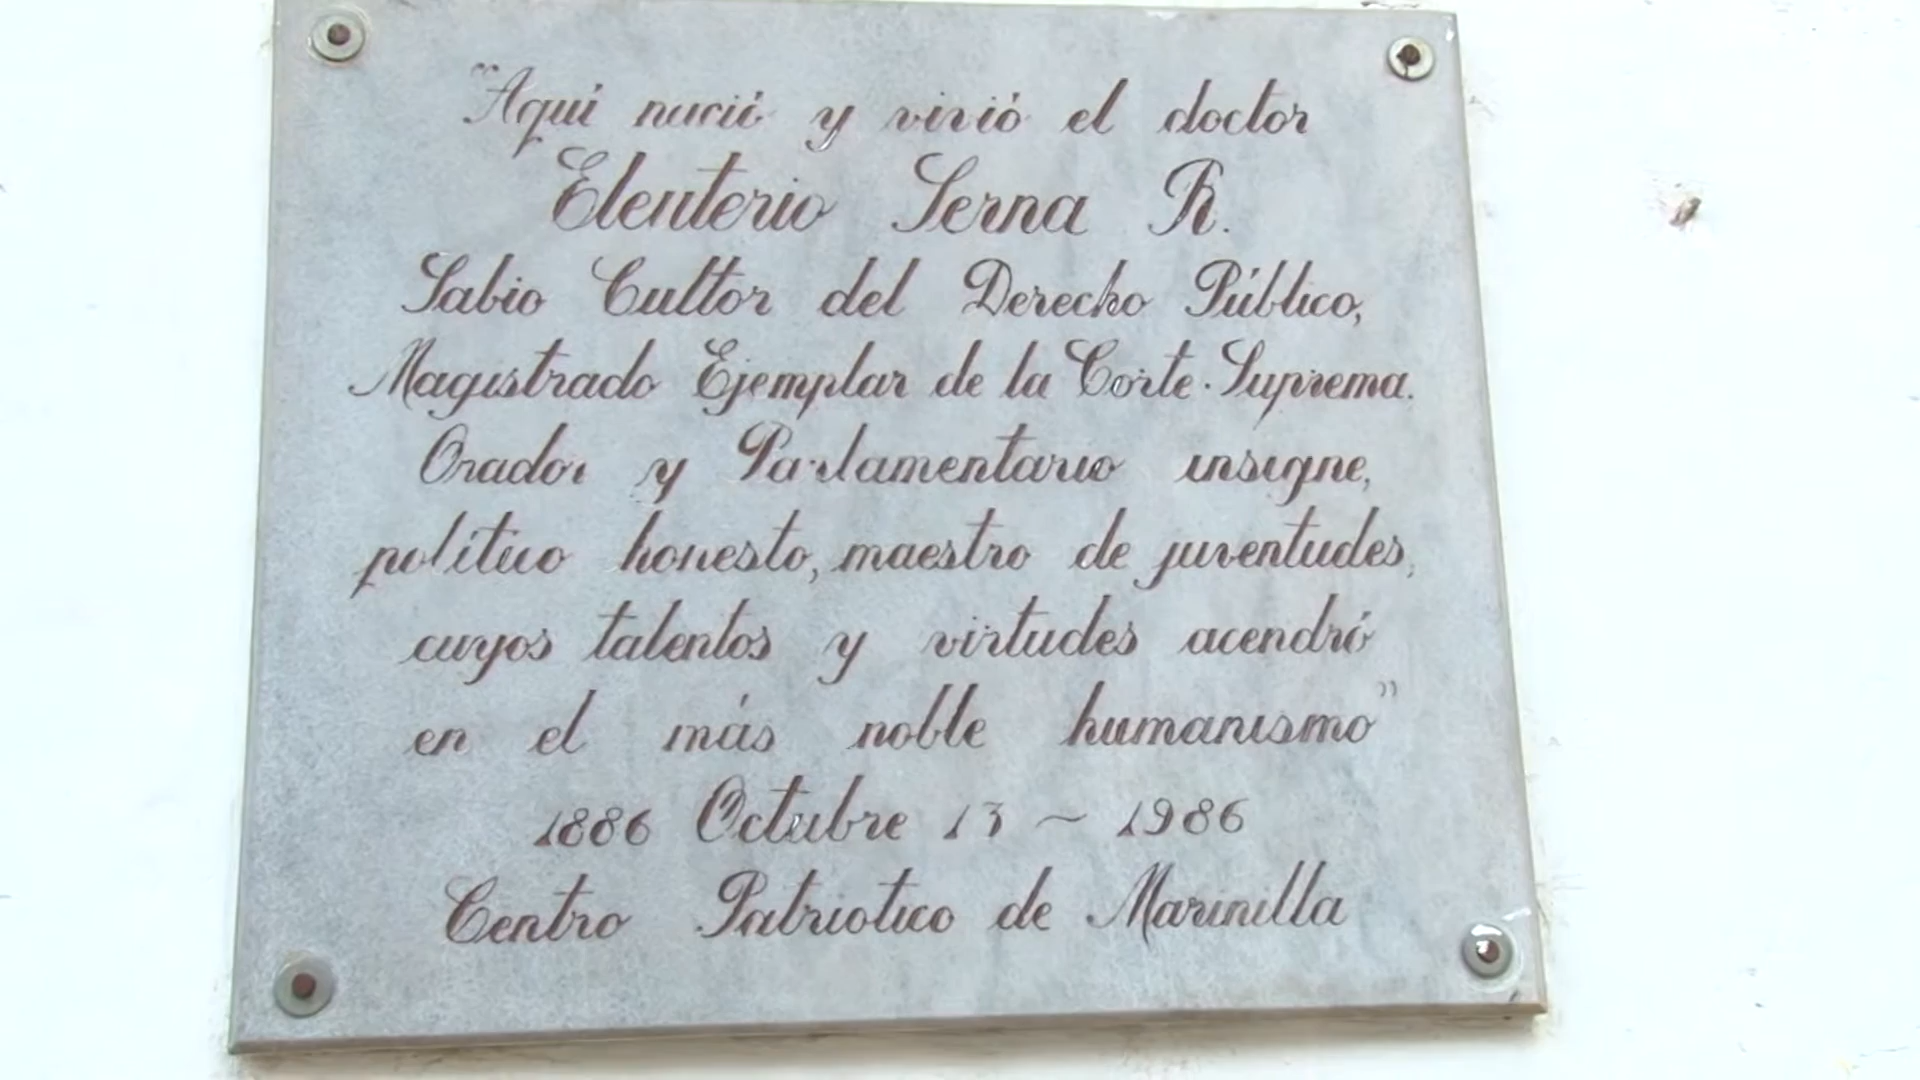 "Aquí nació y vivió el doctor
Eleuterio Serna R.
Sabio Cultor del Derecho Público,
Magistrado Ejemplar de la Corte Suprema.
Orador y Parlamentario insigne,
político honesto, maestro de juventudes,
cuyos talentos y virtudes acendró
en el más noble humanismo"
1886 Octubre 13 ~ 1986
Centro Patriotico de Marinilla